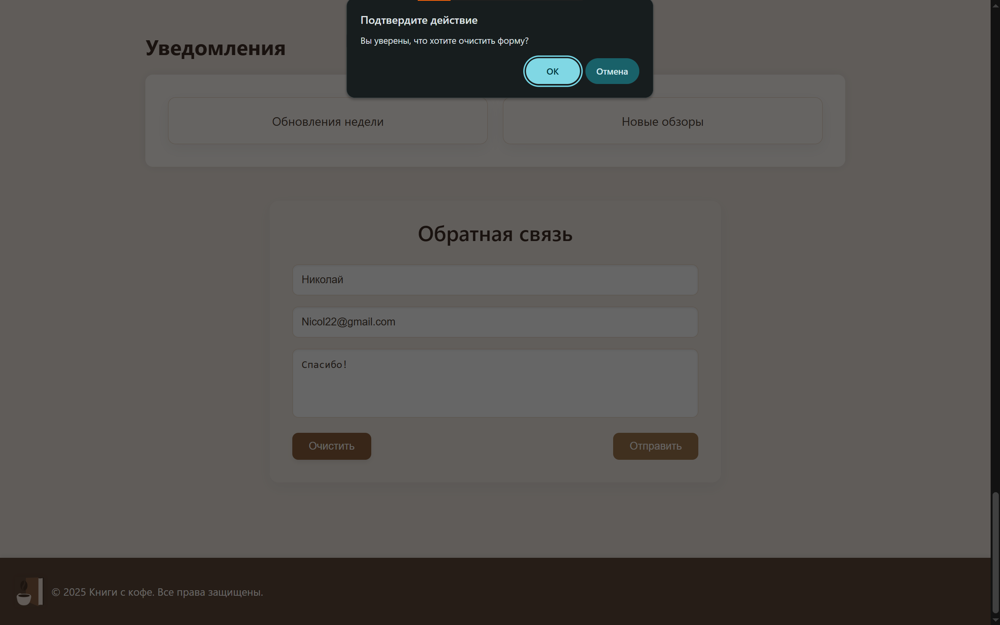 Подтвердите действие
Вы уверены, что хотите очистить форму?
ОК
Отмена
Уведомления
Обновления недели
Новые обзоры
Обратная связь
Николай
Nicol22@gmail.com
Спасибо!
Очистить
Отправить
© 2025 Книги с кофе. Все права защищены.